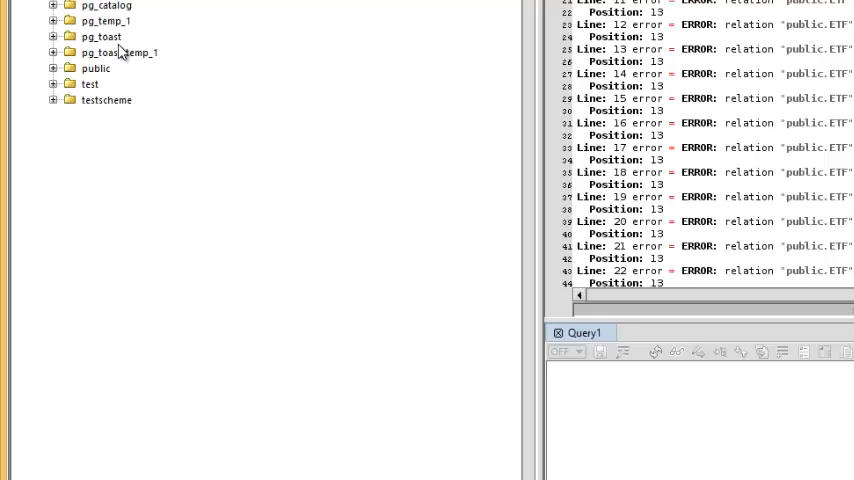 pg_catalog
pg_temp_1
pg_toast
temp_1
public
test
testscheme
22 Position: 13
23 Line: 12 error = ERROR: relation "public.ETF"
24 Position: 13
25 Line: 13 error = ERROR: relation "public.ETF"
26 Position: 13
27 Line: 14 error = ERROR: relation "public.ETF"
28 Position: 13
29 Line: 15 error = ERROR: relation "public.ETF"
30 Position: 13
31 Line: 16 error = ERROR: relation "public.ETF"
32 Position: 13
33 Line: 17 error = ERROR: relation "public.ETF"
34 Position: 13
35 Line: 18 error = ERROR: relation "public.ETF"
36 Position: 13
37 Line: 19 error = ERROR: relation "public.ETF"
38 Position: 13
39 Line: 20 error = ERROR: relation "public.ETF"
40 Position: 13
41 Line: 21 error = ERROR: relation "public.ETF"
42 Position: 13
43 Line: 22 error = ERROR: relation "public.ETF"
44 Position: 13
Query1
OFF